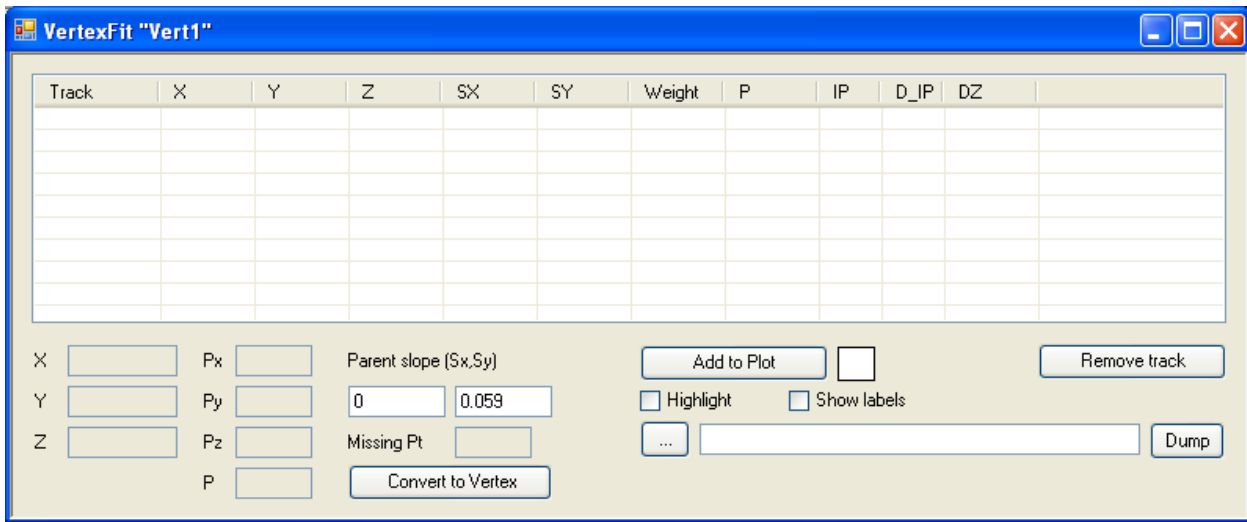 VertexFit "Vert1"
Track X Y Z SX SY Weight P IP D_IP DZ
X Px Parent slope (Sx,Sy) Add to Plot Remove track
Y Py 0 0.059 Highlight Show labels
Z Pz Missing Pt ... Dump
P Convert to Vertex